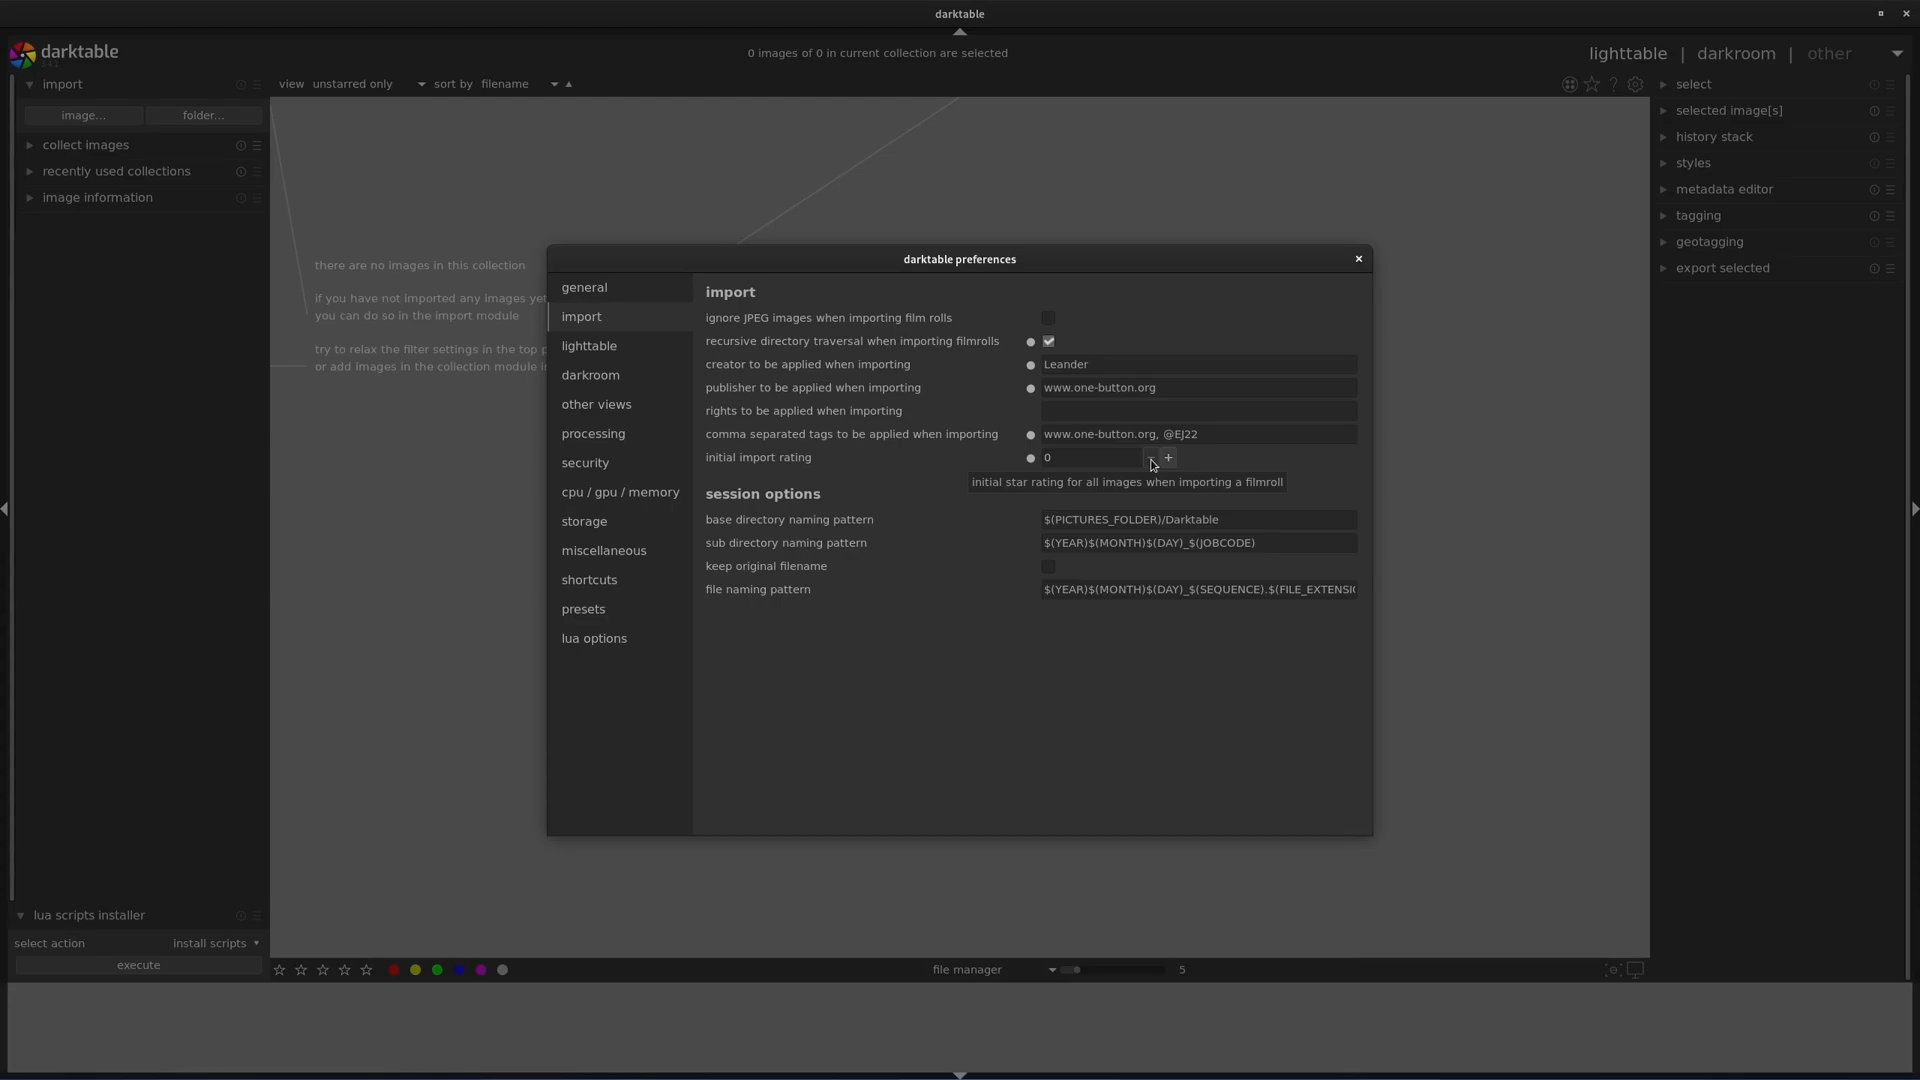 darktable
darktable
0 images of 0 in current collection are selected
lighttable | darkroom | other
import
image...
folder...
collect images
recently used collections
image information
view unstarred only
sort by filename
select
selected image[s]
history stack
styles
metadata editor
tagging
geotagging
export selected
there are no images in this collection
if you have not imported any images yet
you can do so in the import module
try to relax the filter settings in the top
or add images in the collection module
darktable preferences
general
import
lighttable
darkroom
other views
processing
security
cpu / gpu / memory
storage
miscellaneous
shortcuts
presets
lua options
import
ignore JPEG images when importing film rolls
recursive directory traversal when importing filmrolls
creator to be applied when importing Leander
publisher to be applied when importing www.one-button.org
rights to be applied when importing
comma separated tags to be applied when importing www.one-button.org, @EJ22
initial import rating 0 - +
initial star rating for all images when importing a filmroll
session options
base directory naming pattern $(PICTURES_FOLDER)/Darktable
sub directory naming pattern $(YEAR)$(MONTH)$(DAY)_$(JOBCODE)
keep original filename
file naming pattern $(YEAR)$(MONTH)$(DAY)_$(SEQUENCE).$(FILE_EXTENSI
lua scripts installer
select action install scripts
execute
file manager 5